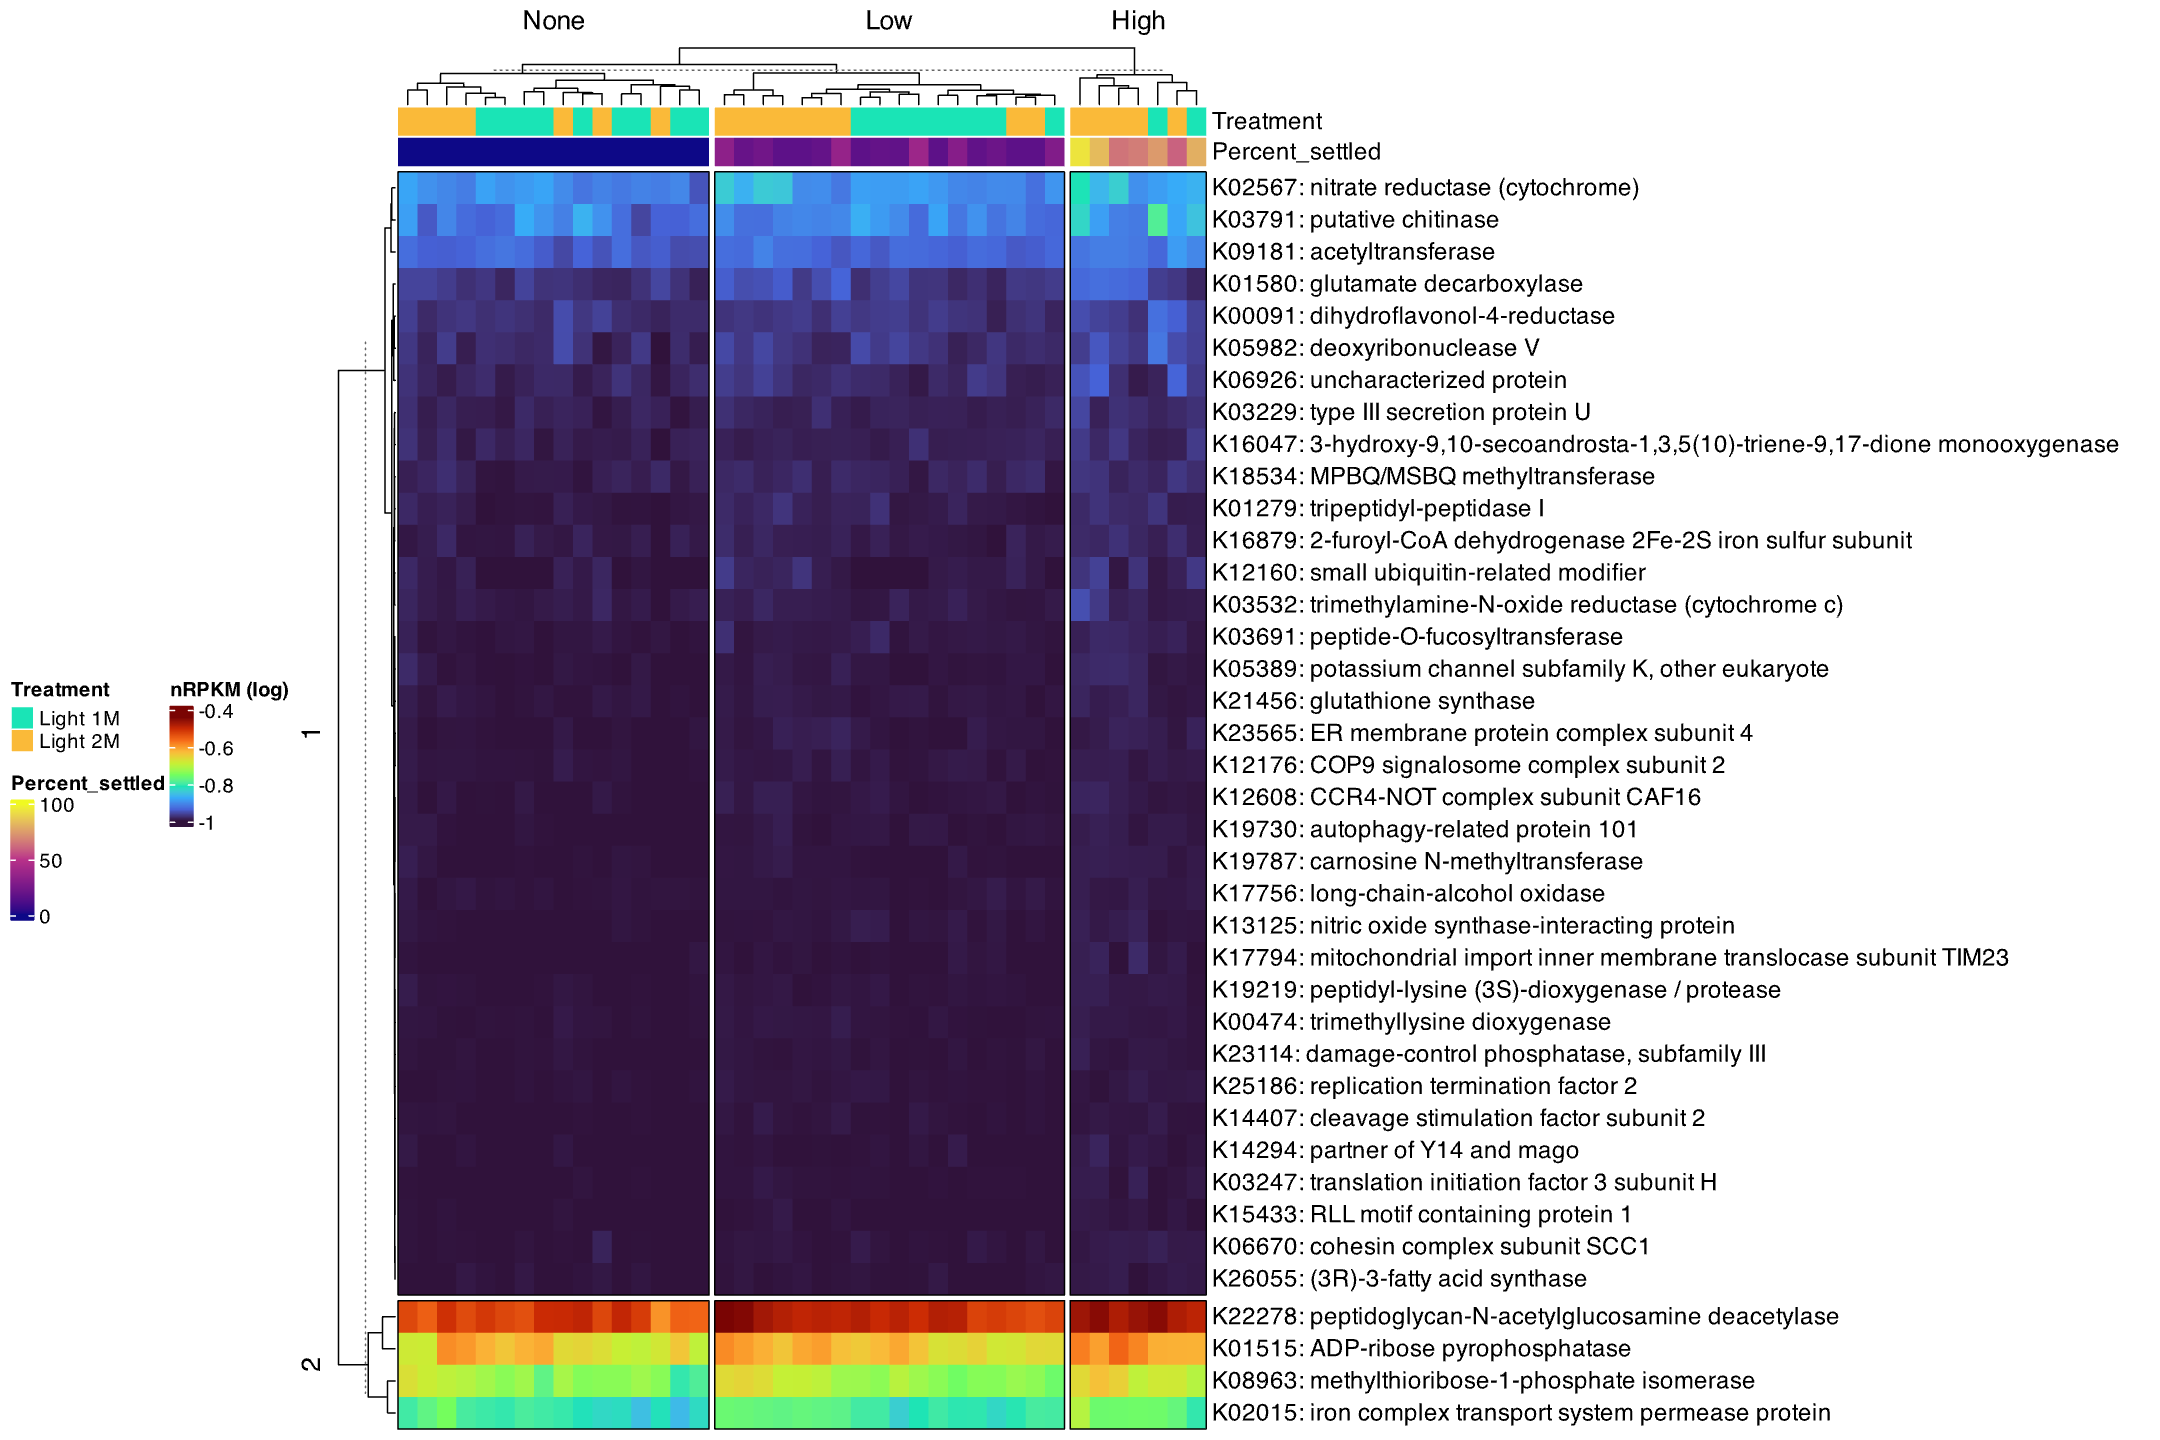 None Low High
Treatment
Percent_settled
K02567: nitrate reductase (cytochrome)
K03791: putative chitinase
K09181: acetyltransferase
K01580: glutamate decarboxylase
K00091: dihydroflavonol-4-reductase
K05982: deoxyribonuclease V
K06926: uncharacterized protein
K03229: type III secretion protein U
K16047: 3-hydroxy-9,10-secoandrosta-1,3,5(10)-triene-9,17-dione monooxygenase
K18534: MPBQ/MSBQ methyltransferase
K01279: tripeptidyl-peptidase I
K16879: 2-furoyl-CoA dehydrogenase 2Fe-2S iron sulfur subunit
K12160: small ubiquitin-related modifier
K03532: trimethylamine-N-oxide reductase (cytochrome c)
K03691: peptide-O-fucosyltransferase
K05389: potassium channel subfamily K, other eukaryote
K21456: glutathione synthase
K23565: ER membrane protein complex subunit 4
K12176: COP9 signalosome complex subunit 2
K12608: CCR4-NOT complex subunit CAF16
K19730: autophagy-related protein 101
K19787: carnosine N-methyltransferase
K17756: long-chain-alcohol oxidase
K13125: nitric oxide synthase-interacting protein
K17794: mitochondrial import inner membrane translocase subunit TIM23
K19219: peptidyl-lysine (3S)-dioxygenase / protease
K00474: trimethyllysine dioxygenase
K23114: damage-control phosphatase, subfamily III
K25186: replication termination factor 2
K14407: cleavage stimulation factor subunit 2
K14294: partner of Y14 and mago
K03247: translation initiation factor 3 subunit H
K15433: RLL motif containing protein 1
K06670: cohesin complex subunit SCC1
K26055: (3R)-3-fatty acid synthase
K22278: peptidoglycan-N-acetylglucosamine deacetylase
K01515: ADP-ribose pyrophosphatase
K08963: methylthioribose-1-phosphate isomerase
K02015: iron complex transport system permease protein
1
2
Treatment
Light 1M
Light 2M
Percent_settled
100
50
0
nRPKM (log)
-0.4
-0.6
-0.8
-1